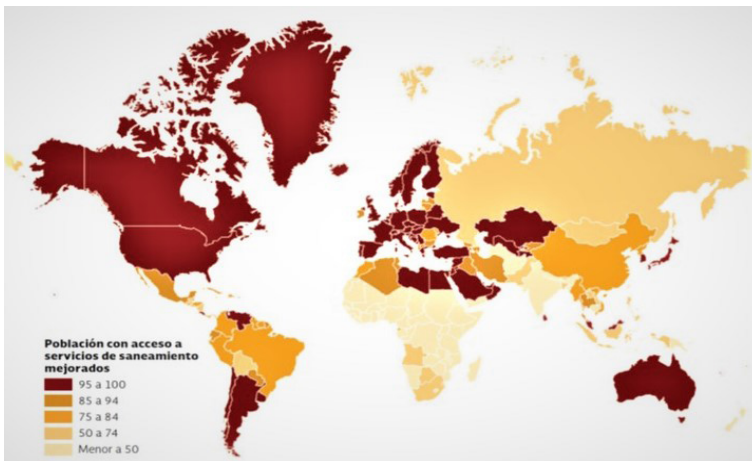 Población con acceso a
servicios de saneamiento
mejorados
95 a 100
85 a 94
75 a 84
50 a 74
Menor a 50